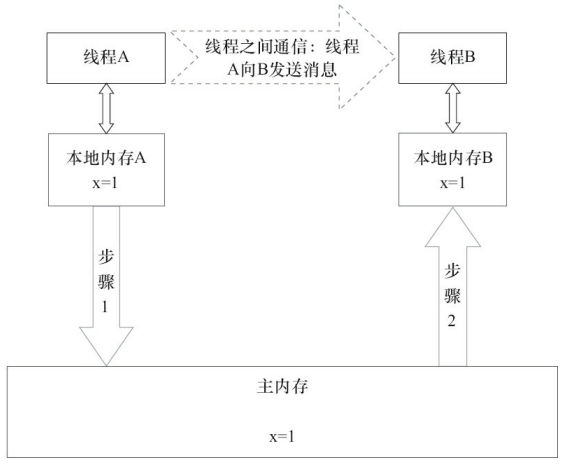 线程A
线程之间通信：线程
A向B发送消息
线程B
本地内存A
x=1
本地内存B
x=1
步
骤
1
步
骤
2
主内存
x=1